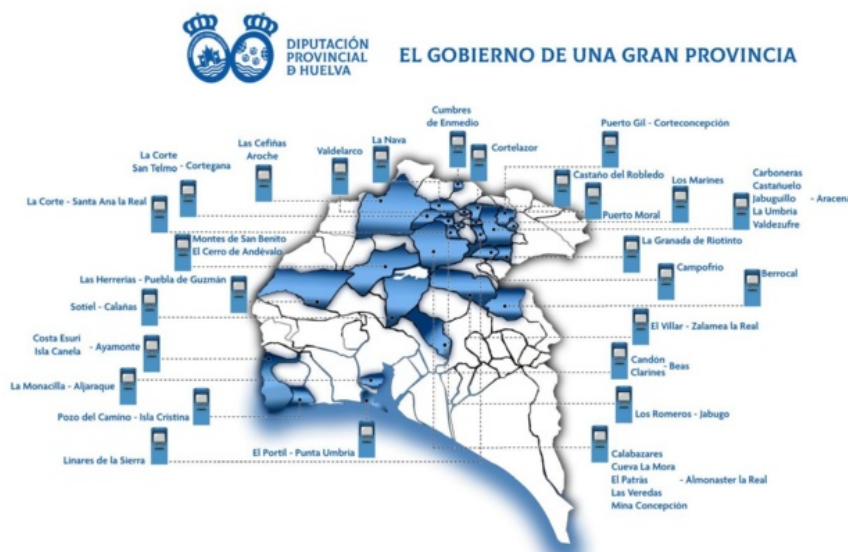 DIPUTACIÓN
PROVINCIAL
D HUELVA
EL GOBIERNO DE UNA GRAN PROVINCIA
Cumbres
de Enmedio
Puerto Gil - Corteconcepción
La Nava
Cortelazor
Las Cefiñas
Aroche
Valdelarco
La Corte
San Telmo - Cortegana
Castaño del Robledo
Los Marines
Carboneras
Castañuelo
Jabuguillo - Aracena
La Umbria
Valdezufre
La Corte - Santa Ana la Real
Puerto Moral
Montes de San Benito
El Cerro de Andévalo
La Granada de Riotinto
Las Herrerias - Puebla de Guzmán
Campofrio
Berrocal
Sotiel - Calañas
El Villar - Zalamea la Real
Costa Esuri
Isla Canela - Ayamonte
Candón
Clarines - Beas
La Monacilla - Aljaraque
Pozo del Camino - Isla Cristina
Los Romeros - Jabugo
Linares de la Sierra
El Portil - Punta Umbria
Calabazares
Cueva La Mora
El Patrás - Almonaster la Real
Las Veredas
Mina Concepción